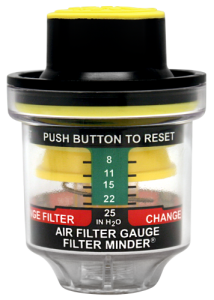 PUSH BUTTON TO RESET
8
11
15
22
GE FILTER 25 CHANGE
IN H₂O
AIR FILTER GAUGE
FILTER MINDER®